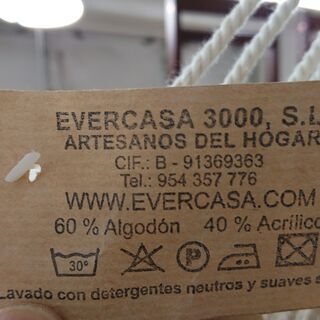 EVERCASA 3000, S.L.
ARTESANOS DEL HOGAR
CIF.: B - 91369363
Tel.: 954 357 776
WWW.EVERCASA.COM
60 % Algodón 40 % Acrílico
30°
Lavado con detergentes neutros y suaves